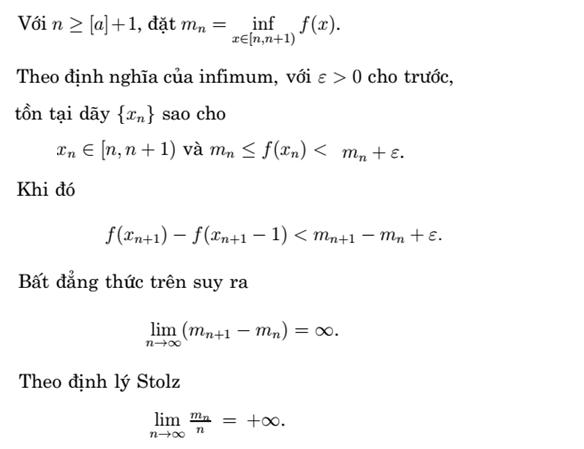 Với n ≥ [a]+1, đặt m_n = inf_{x∈[n,n+1)} f(x).
Theo định nghĩa của infimum, với ε > 0 cho trước,
tồn tại dãy {x_n} sao cho
x_n ∈ [n, n + 1) và m_n ≤ f(x_n) < m_n + ε.
Khi đó
f(x_{n+1}) − f(x_{n+1} − 1) < m_{n+1} − m_n + ε.
Bất đẳng thức trên suy ra
lim_{n→∞} (m_{n+1} − m_n) = ∞.
Theo định lý Stolz
lim_{n→∞} m_n/n = +∞.